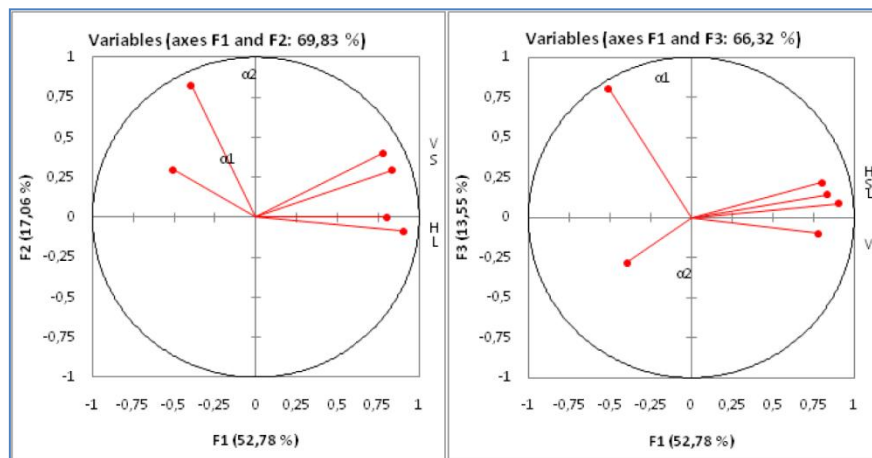 Variables (axes F1 and F2: 69,83 %)
1
0,75
0,5
0,25
0
-0,25
-0,5
-0,75
-1
F2 (17,06 %)
α2
α1
V
S
H
L
-1 -0,75 -0,5 -0,25 0 0,25 0,5 0,75 1
F1 (52,78 %)
Variables (axes F1 and F3: 66,32 %)
1
0,75
0,5
0,25
0
-0,25
-0,5
-0,75
-1
F3 (13,55 %)
α1
α2
H
S
L
V
-1 -0,75 -0,5 -0,25 0 0,25 0,5 0,75 1
F1 (52,78 %)